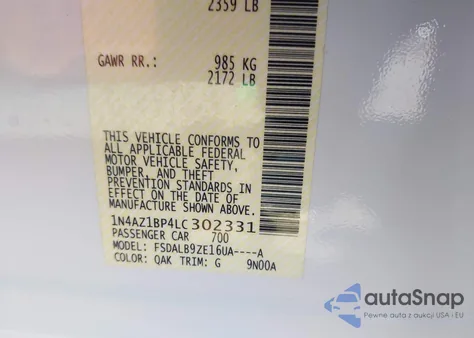 2359 LB
GAWR RR.: 985 KG
2172 LB
THIS VEHICLE CONFORMS TO
ALL APPLICABLE FEDERAL
MOTOR VEHICLE SAFETY,
BUMPER, AND THEFT
PREVENTION STANDARDS IN
EFFECT ON THE DATE OF
MANUFACTURE SHOWN ABOVE.
1N4AZ1BP4LC302331
PASSENGER CAR 700
MODEL: FSDALB9ZE16UA----A
COLOR: QAK TRIM: G 9N00A
autaSnap
Pewne auta z aukcji USA i EU